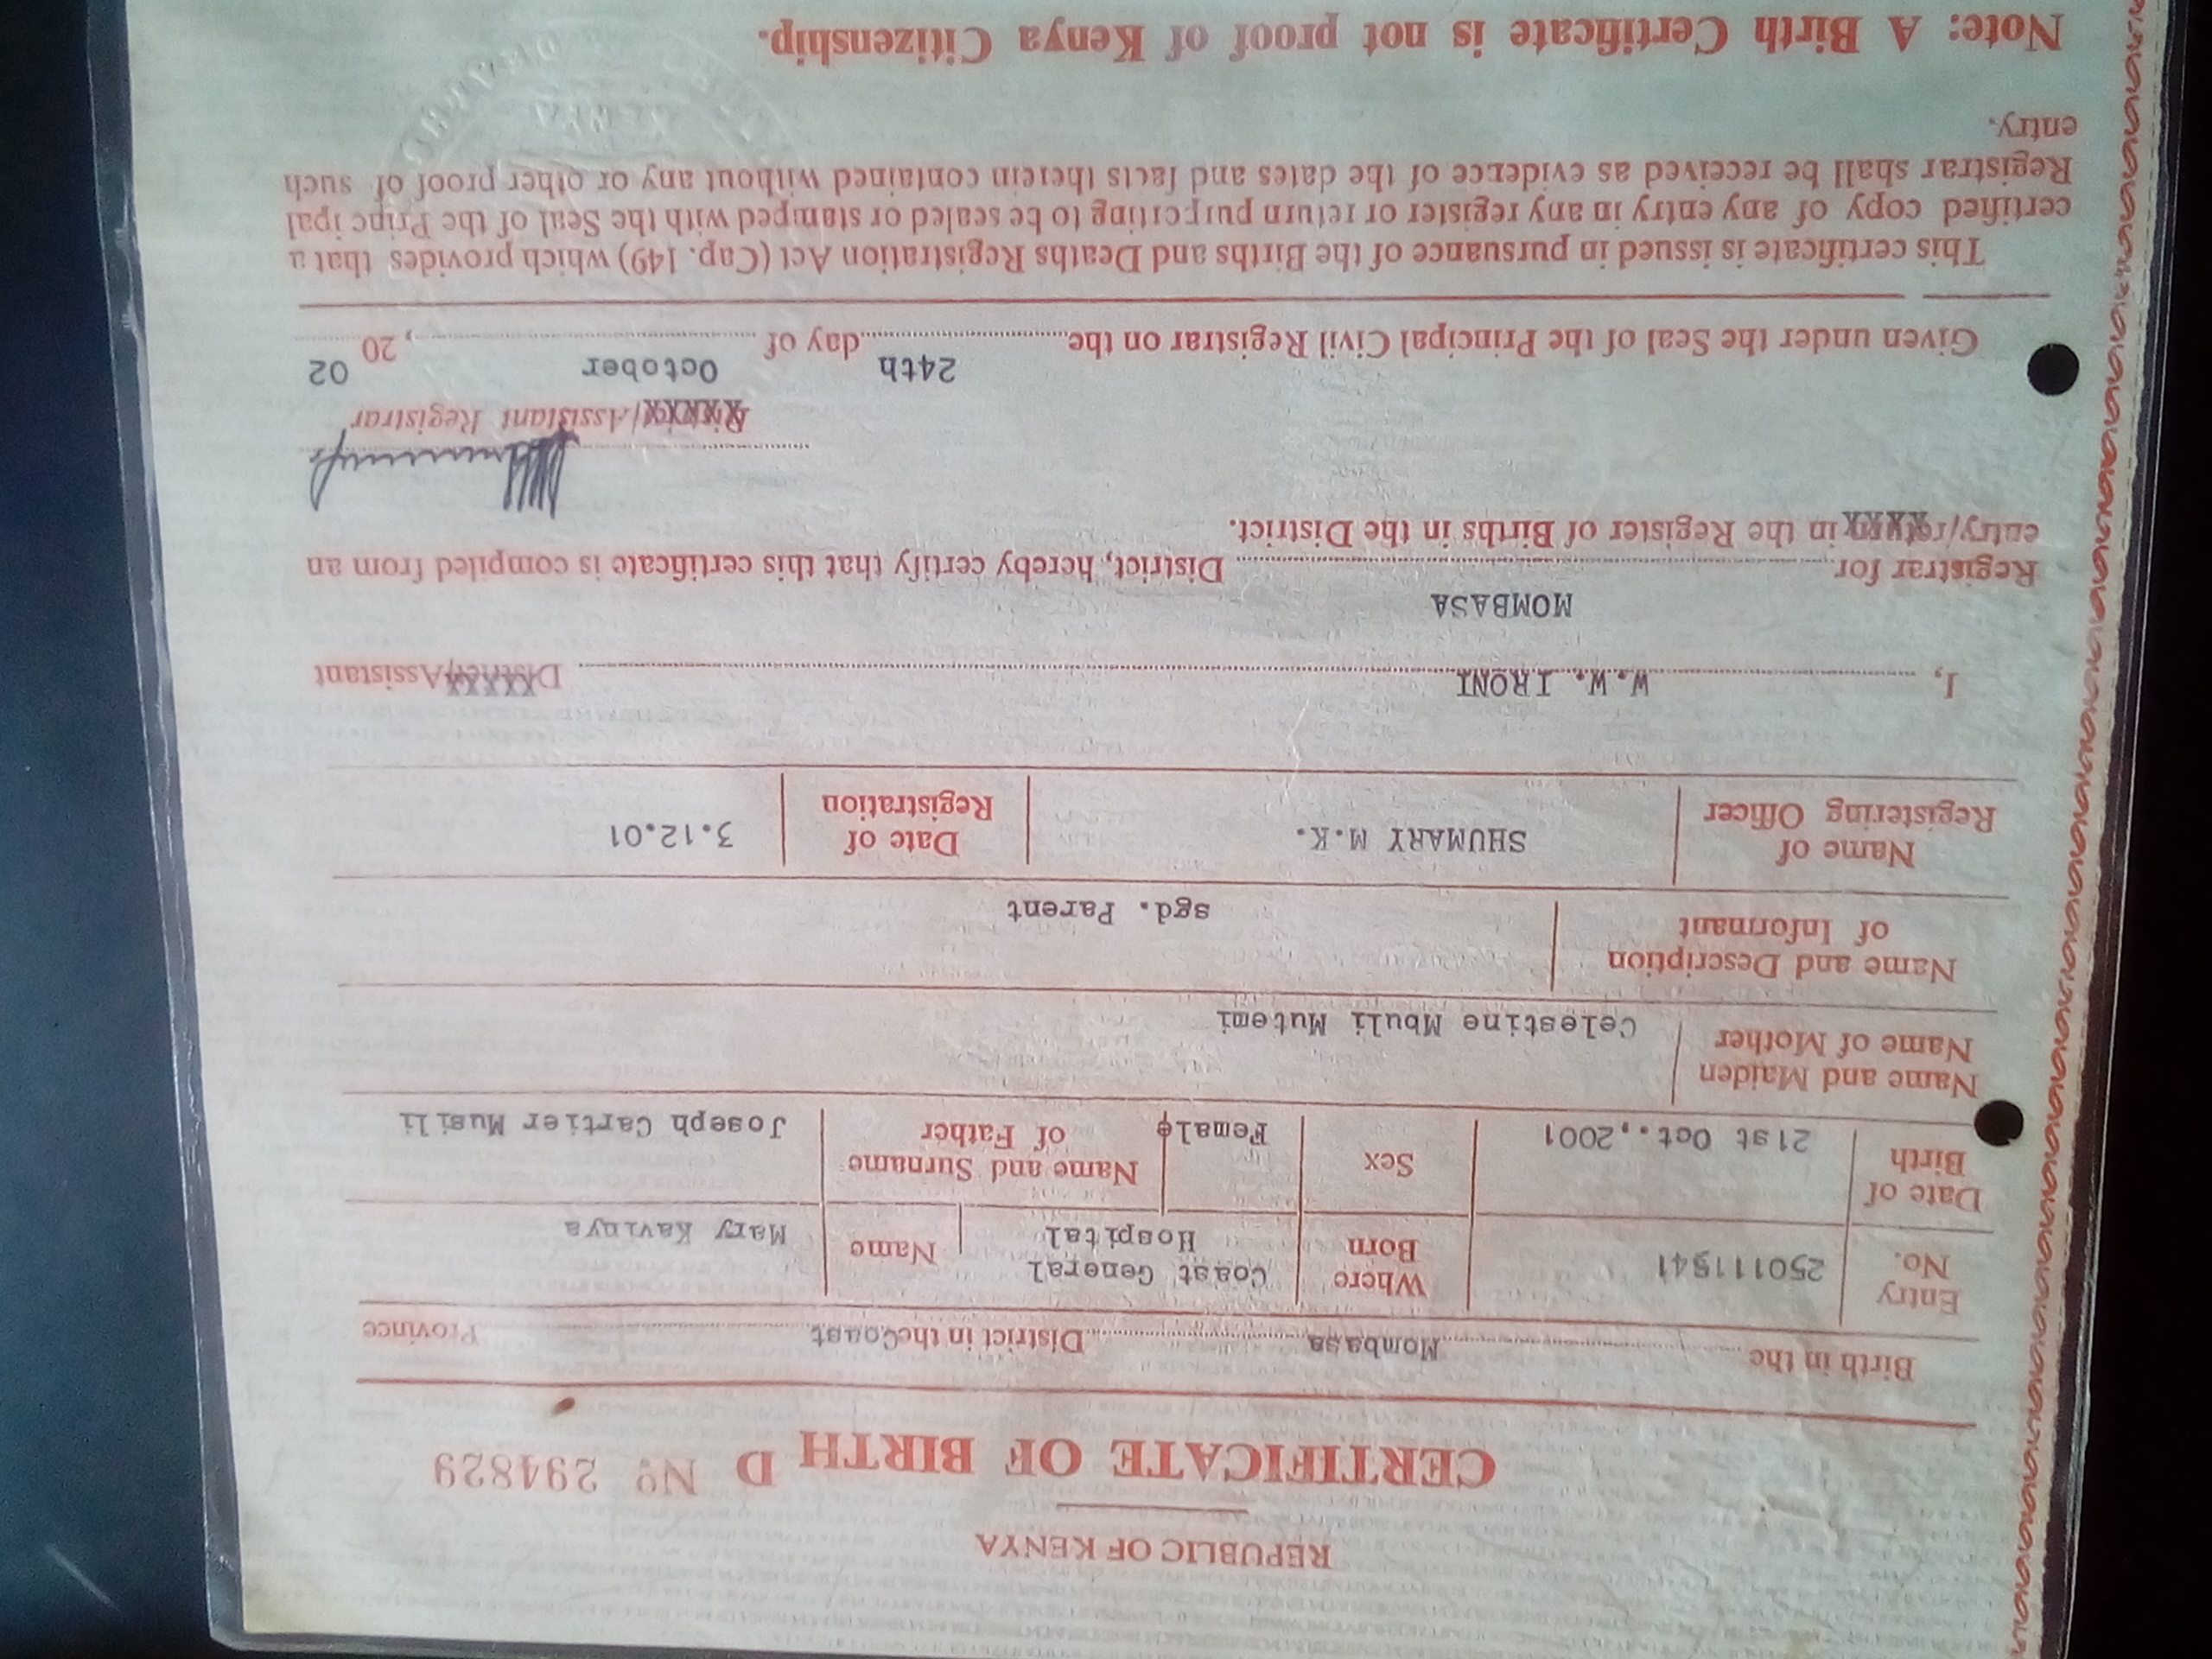 REPUBLIC OF KENYA
CERTIFICATE OF BIRTH D Nº 294829
Birth in the Mombasa District in the Coast Province
Entry No. 250111541 Where Born Coast General Hospital Name Mary Kavinya
Date of Birth 21st Oct.,2001 Sex Female Name and Surname of Father Joseph Cartier Musili
Name and Maiden Name of Mother Celestine Mbuli Mutemi
Name and Description of Informant sgd. Parent
Name of Registering Officer SHUMARY M.K. Date of Registration 3.12.01
I, W.W. IRONI District/Assistant
Registrar for MOMBASA District, hereby certify that this certificate is compiled from an
entry/return in the Register of Births in the District.
District/Assistant Registrar
Given under the Seal of the Principal Civil Registrar on the 24th day of October, 20 02
This certificate is issued in pursuance of the Births and Deaths Registration Act (Cap. 149) which provides that a
certified copy of any entry in any register or return purporting to be sealed or stamped with the Seal of the Principal
Registrar shall be received as evidence of the dates and facts therein contained without any or other proof of such
entry.
Note: A Birth Certificate is not proof of Kenya Citizenship.